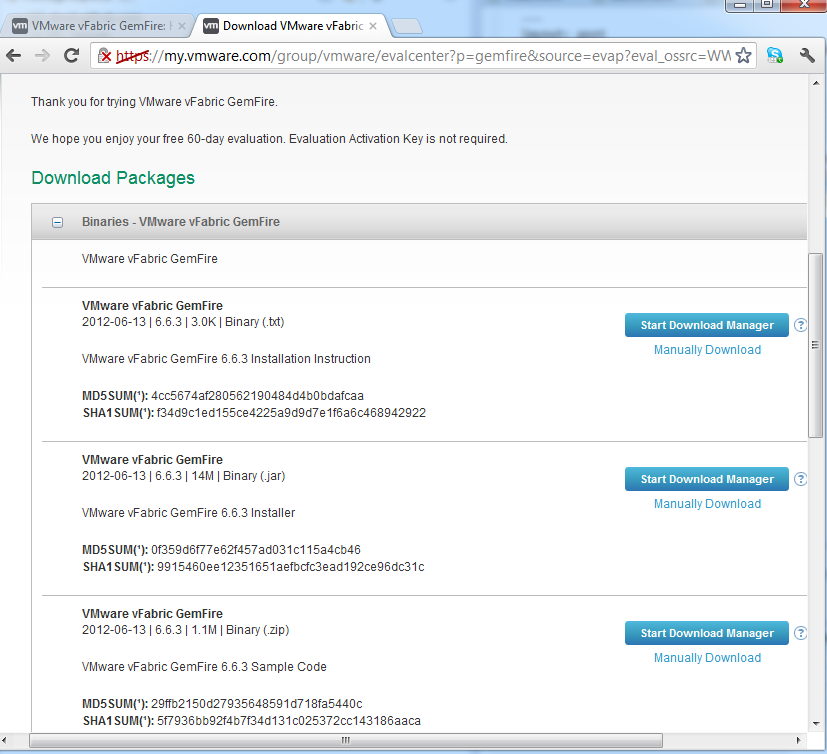 VMware vFabric GemFire:
Download VMware vFabric
https://my.vmware.com/group/vmware/evalcenter?p=gemfire&source=evap?eval_ossrc=WW
Thank you for trying VMware vFabric GemFire.
We hope you enjoy your free 60-day evaluation. Evaluation Activation Key is not required.
Download Packages
Binaries - VMware vFabric GemFire
VMware vFabric GemFire
VMware vFabric GemFire
2012-06-13 | 6.6.3 | 3.0K | Binary (.txt)
Start Download Manager
?
Manually Download
VMware vFabric GemFire 6.6.3 Installation Instruction
MD5SUM('): 4cc5674af280562190484d4b0bdafcaa
SHA1SUM('): f34d9c1ed155ce4225a9d9d7e1f6a6c468942922
VMware vFabric GemFire
2012-06-13 | 6.6.3 | 14M | Binary (.jar)
Start Download Manager
?
Manually Download
VMware vFabric GemFire 6.6.3 Installer
MD5SUM('): 0f359d6f77e62f457ad031c115a4cb46
SHA1SUM('): 9915460ee12351651aefbcfc3ead192ce96dc31c
VMware vFabric GemFire
2012-06-13 | 6.6.3 | 1.1M | Binary (.zip)
Start Download Manager
?
Manually Download
VMware vFabric GemFire 6.6.3 Sample Code
MD5SUM('): 29ffb2150d27935648591d718fa5440c
SHA1SUM('): 5f7936bb92f4b7f34d131c025372cc143186aaca